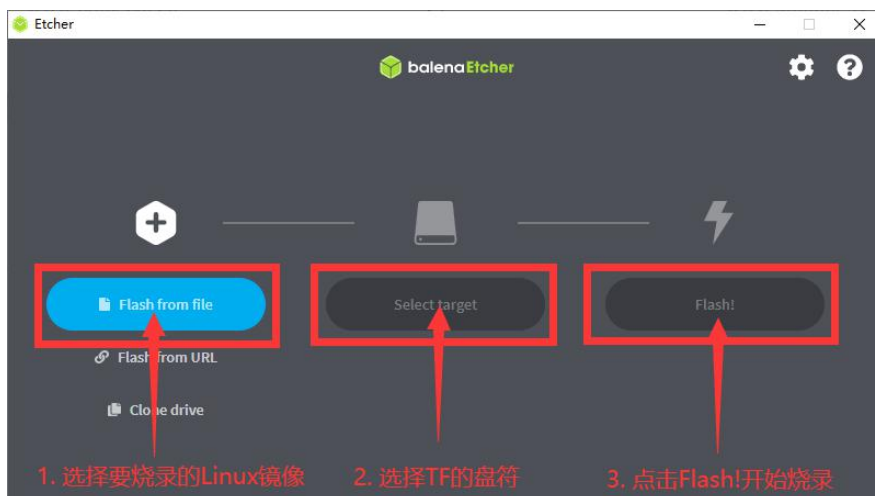 Etcher
balenaEtcher
Flash from file
Select target
Flash!
Flash from URL
Clone drive
1. 选择要烧录的Linux镜像
2. 选择TF的盘符
3. 点击Flash!开始烧录